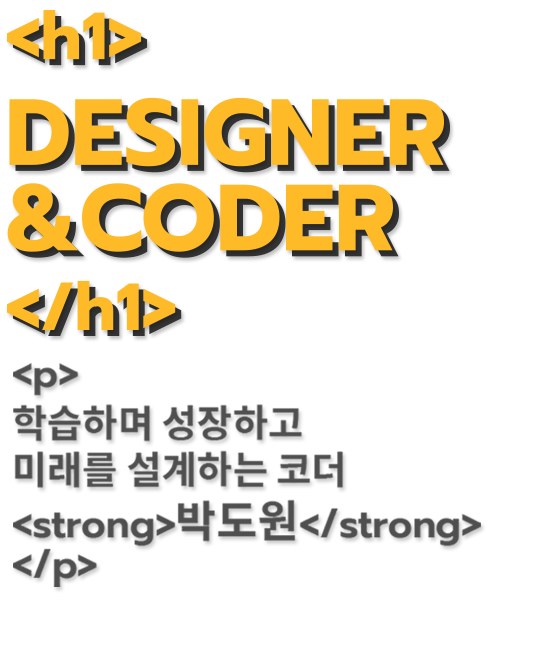 <h1>
DESIGNER
&CODER
</h1>
<p>
학습하며 성장하고
미래를 설계하는 코더
<strong>박도원</strong>
</p>